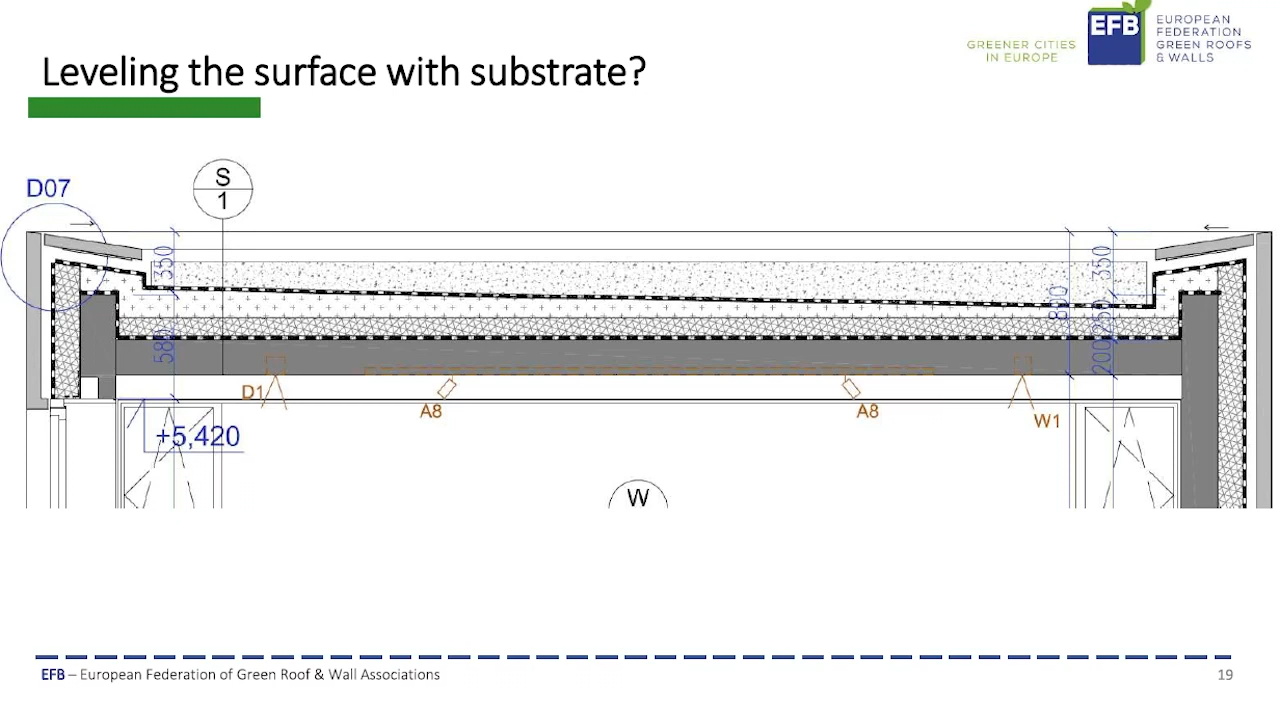 Leveling the surface with substrate?
GREENER CITIES
IN EUROPE
EFB
EUROPEAN
FEDERATION
GREEN ROOFS
& WALLS
D07
S
1
350
580
350
800
250
200
D1
A8
A8
W1
+5,420
W
EFB – European Federation of Green Roof & Wall Associations
19